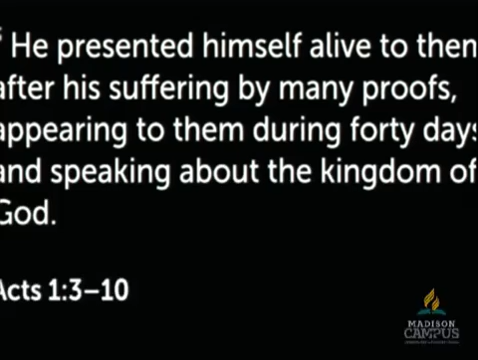 He presented himself alive to them
after his suffering by many proofs,
appearing to them during forty days
and speaking about the kingdom of
God.
Acts 1:3–10
MADISON
CAMPUS